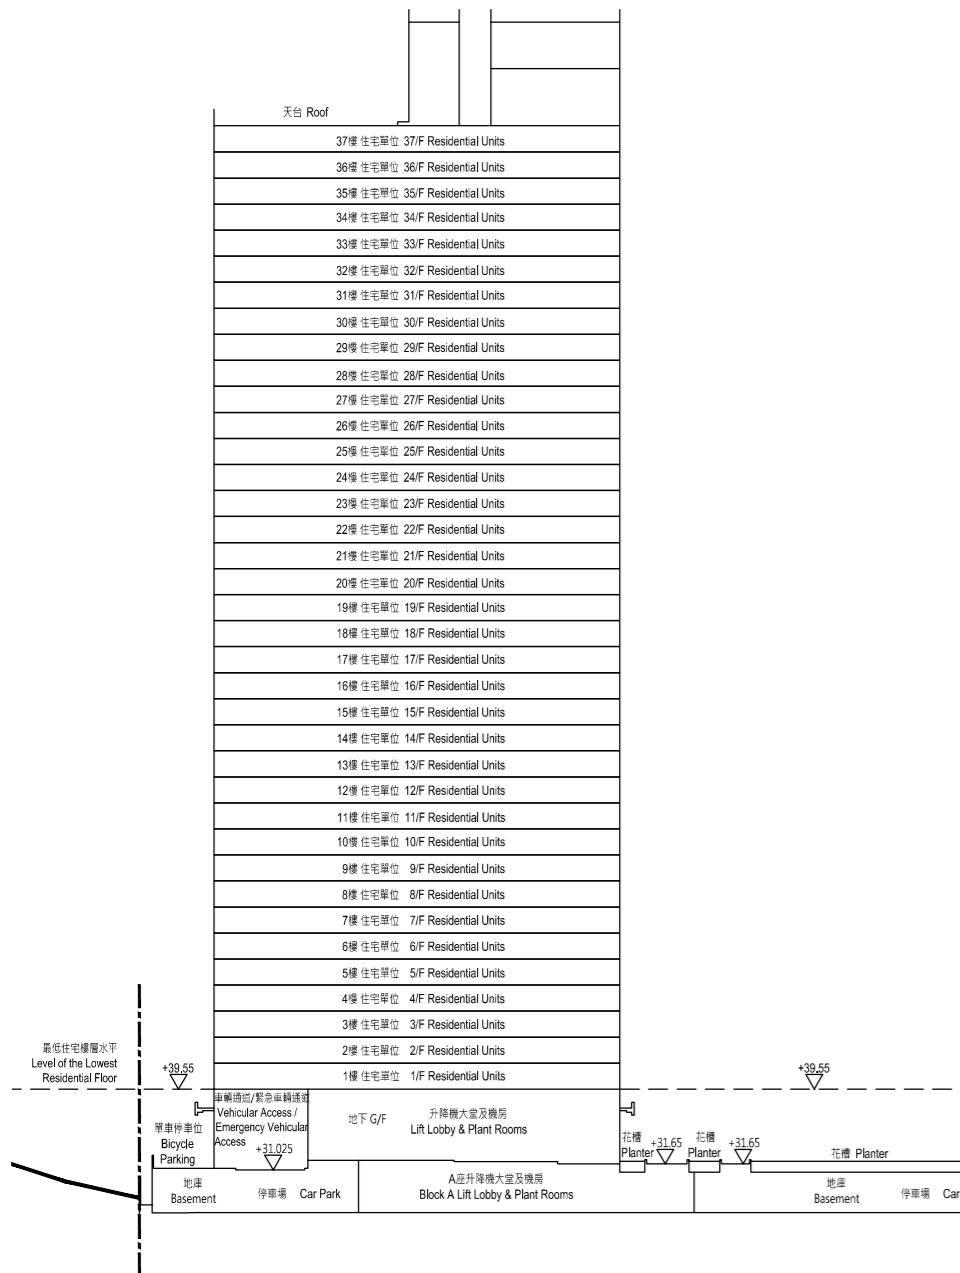 天台 Roof
37樓 住宅單位 37/F Residential Units
36樓 住宅單位 36/F Residential Units
35樓 住宅單位 35/F Residential Units
34樓 住宅單位 34/F Residential Units
33樓 住宅單位 33/F Residential Units
32樓 住宅單位 32/F Residential Units
31樓 住宅單位 31/F Residential Units
30樓 住宅單位 30/F Residential Units
29樓 住宅單位 29/F Residential Units
28樓 住宅單位 28/F Residential Units
27樓 住宅單位 27/F Residential Units
26樓 住宅單位 26/F Residential Units
25樓 住宅單位 25/F Residential Units
24樓 住宅單位 24/F Residential Units
23樓 住宅單位 23/F Residential Units
22樓 住宅單位 22/F Residential Units
21樓 住宅單位 21/F Residential Units
20樓 住宅單位 20/F Residential Units
19樓 住宅單位 19/F Residential Units
18樓 住宅單位 18/F Residential Units
17樓 住宅單位 17/F Residential Units
16樓 住宅單位 16/F Residential Units
15樓 住宅單位 15/F Residential Units
14樓 住宅單位 14/F Residential Units
13樓 住宅單位 13/F Residential Units
12樓 住宅單位 12/F Residential Units
11樓 住宅單位 11/F Residential Units
10樓 住宅單位 10/F Residential Units
9樓 住宅單位 9/F Residential Units
8樓 住宅單位 8/F Residential Units
7樓 住宅單位 7/F Residential Units
6樓 住宅單位 6/F Residential Units
5樓 住宅單位 5/F Residential Units
4樓 住宅單位 4/F Residential Units
3樓 住宅單位 3/F Residential Units
2樓 住宅單位 2/F Residential Units
1樓 住宅單位 1/F Residential Units
最低住宅樓層水平
Level of the Lowest
Residential Floor
+39.55
+39.55
車輛通道/緊急車輛通道
Vehicular Access /
Emergency Vehicular
Access
+31.025
單車停車位
Bicycle
Parking
地下 G/F
升降機大堂及機房
Lift Lobby & Plant Rooms
花槽
Planter
+31.65
花槽
Planter
+31.65
花槽 Planter
地庫
Basement
停車場 Car Park
A座升降機大堂及機房
Block A Lift Lobby & Plant Rooms
地庫
Basement
停車場 Car